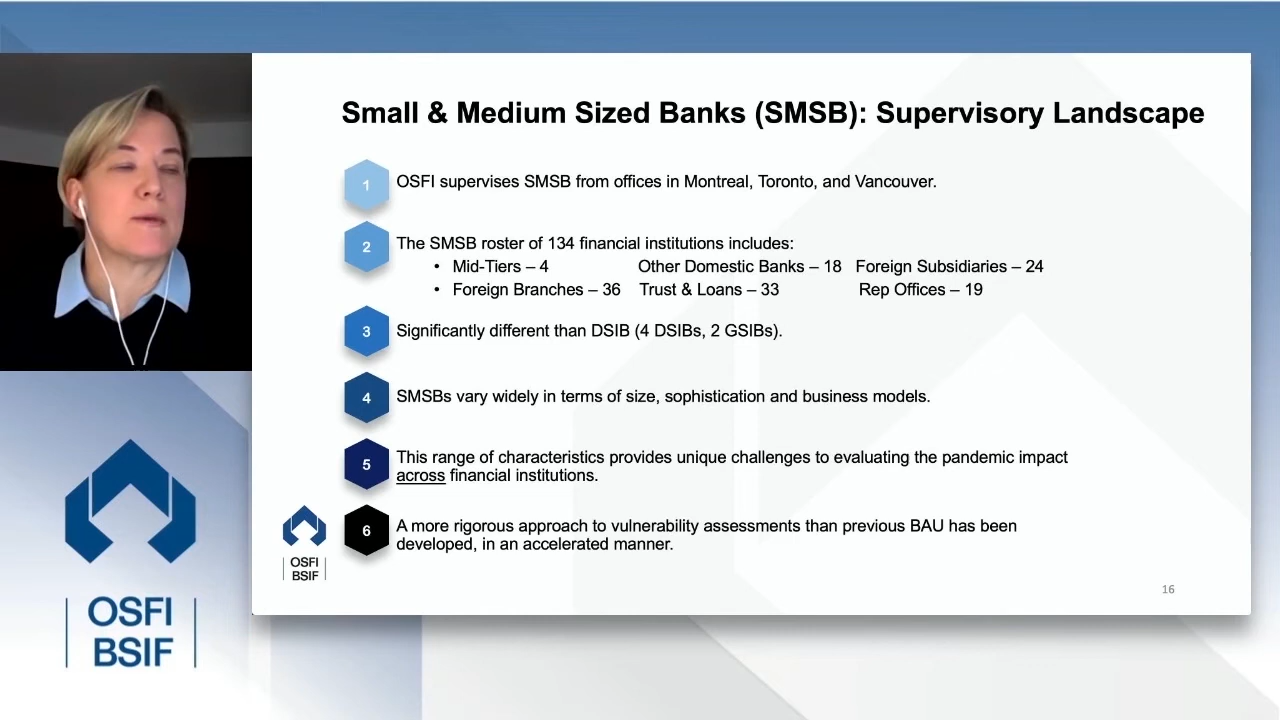 Small & Medium Sized Banks (SMSB): Supervisory Landscape
1 OSFI supervises SMSB from offices in Montreal, Toronto, and Vancouver.
2 The SMSB roster of 134 financial institutions includes:
• Mid-Tiers – 4 Other Domestic Banks – 18 Foreign Subsidiaries – 24
• Foreign Branches – 36 Trust & Loans – 33 Rep Offices – 19
3 Significantly different than DSIB (4 DSIBs, 2 GSIBs).
4 SMSBs vary widely in terms of size, sophistication and business models.
5 This range of characteristics provides unique challenges to evaluating the pandemic impact
across financial institutions.
6 A more rigorous approach to vulnerability assessments than previous BAU has been
developed, in an accelerated manner.
OSFI
BSIF
16
OSFI
BSIF